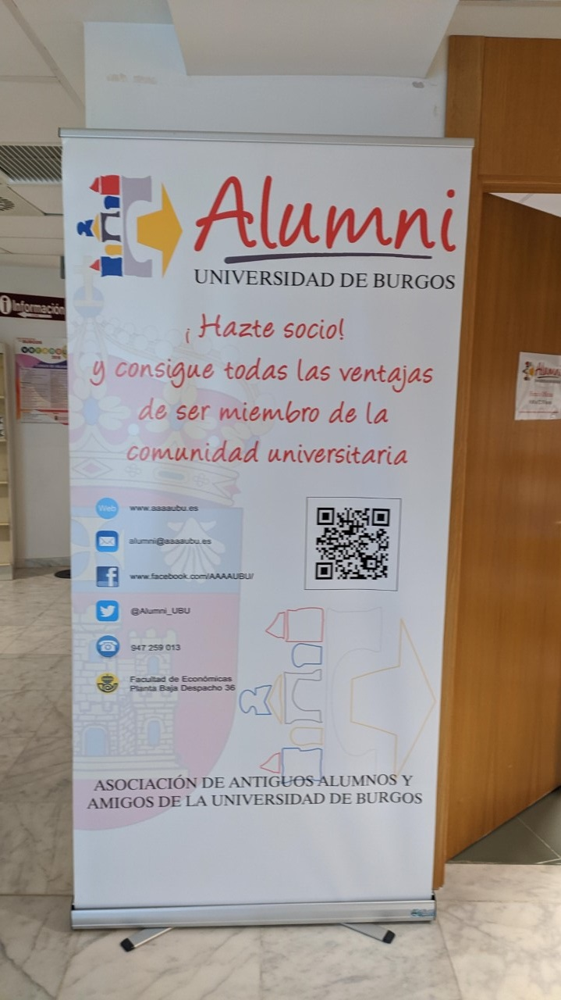 Alumni
UNIVERSIDAD DE BURGOS
¡Hazte socio!
y consigue todas las ventajas
de ser miembro de la
comunidad universitaria
Web www.aaaaubu.es
alumni@aaaaubu.es
www.facebook.com/AAAAUBU/
@Alumni_UBU
947 259 013
Facultad de Económicas
Planta Baja Despacho 36
ASOCIACIÓN DE ANTIGUOS ALUMNOS Y
AMIGOS DE LA UNIVERSIDAD DE BURGOS
i Información
Alumni